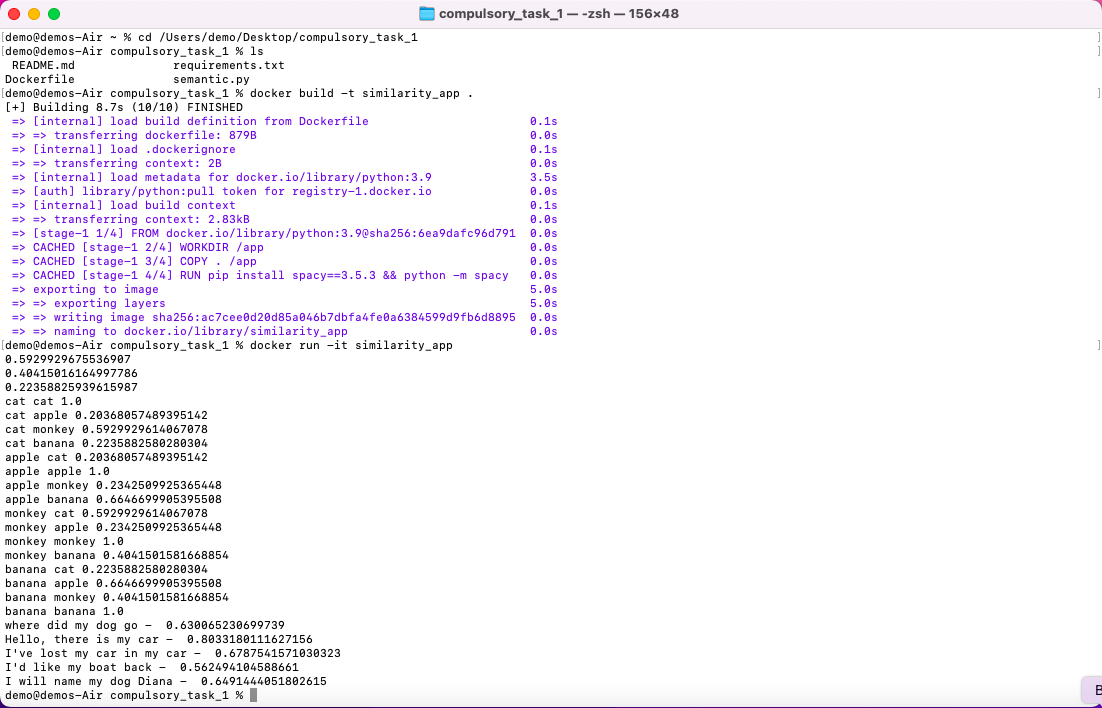 compulsory_task_1 — -zsh — 156×48
[demo@demos-Air ~ % cd /Users/demo/Desktop/compulsory_task_1 ]
[demo@demos-Air compulsory_task_1 % ls ]
README.md requirements.txt
Dockerfile semantic.py
[demo@demos-Air compulsory_task_1 % docker build -t similarity_app . ]
[+] Building 8.7s (10/10) FINISHED
=> [internal] load build definition from Dockerfile 0.1s
=> => transferring dockerfile: 879B 0.0s
=> [internal] load .dockerignore 0.1s
=> => transferring context: 2B 0.0s
=> [internal] load metadata for docker.io/library/python:3.9 3.5s
=> [auth] library/python:pull token for registry-1.docker.io 0.0s
=> [internal] load build context 0.1s
=> => transferring context: 2.83kB 0.0s
=> [stage-1 1/4] FROM docker.io/library/python:3.9@sha256:6ea9dafc96d791 0.0s
=> CACHED [stage-1 2/4] WORKDIR /app 0.0s
=> CACHED [stage-1 3/4] COPY . /app 0.0s
=> CACHED [stage-1 4/4] RUN pip install spacy==3.5.3 && python -m spacy 0.0s
=> exporting to image 5.0s
=> => exporting layers 5.0s
=> => writing image sha256:ac7cee0d20d85a046b7dbfa4fe0a6384599d9fb6d8895 0.0s
=> => naming to docker.io/library/similarity_app 0.0s
[demo@demos-Air compulsory_task_1 % docker run -it similarity_app ]
0.5929929675536907
0.40415016164997786
0.22358825939615987
cat cat 1.0
cat apple 0.20368057489395142
cat monkey 0.5929929614067078
cat banana 0.2235882580280304
apple cat 0.20368057489395142
apple apple 1.0
apple monkey 0.2342509925365448
apple banana 0.6646699905395508
monkey cat 0.5929929614067078
monkey apple 0.2342509925365448
monkey monkey 1.0
monkey banana 0.4041501581668854
banana cat 0.2235882580280304
banana apple 0.6646699905395508
banana monkey 0.4041501581668854
banana banana 1.0
where did my dog go - 0.630065230699739
Hello, there is my car - 0.8033180111627156
I've lost my car in my car - 0.6787541571030323
I'd like my boat back - 0.562494104588661
I will name my dog Diana - 0.6491444051802615
demo@demos-Air compulsory_task_1 %